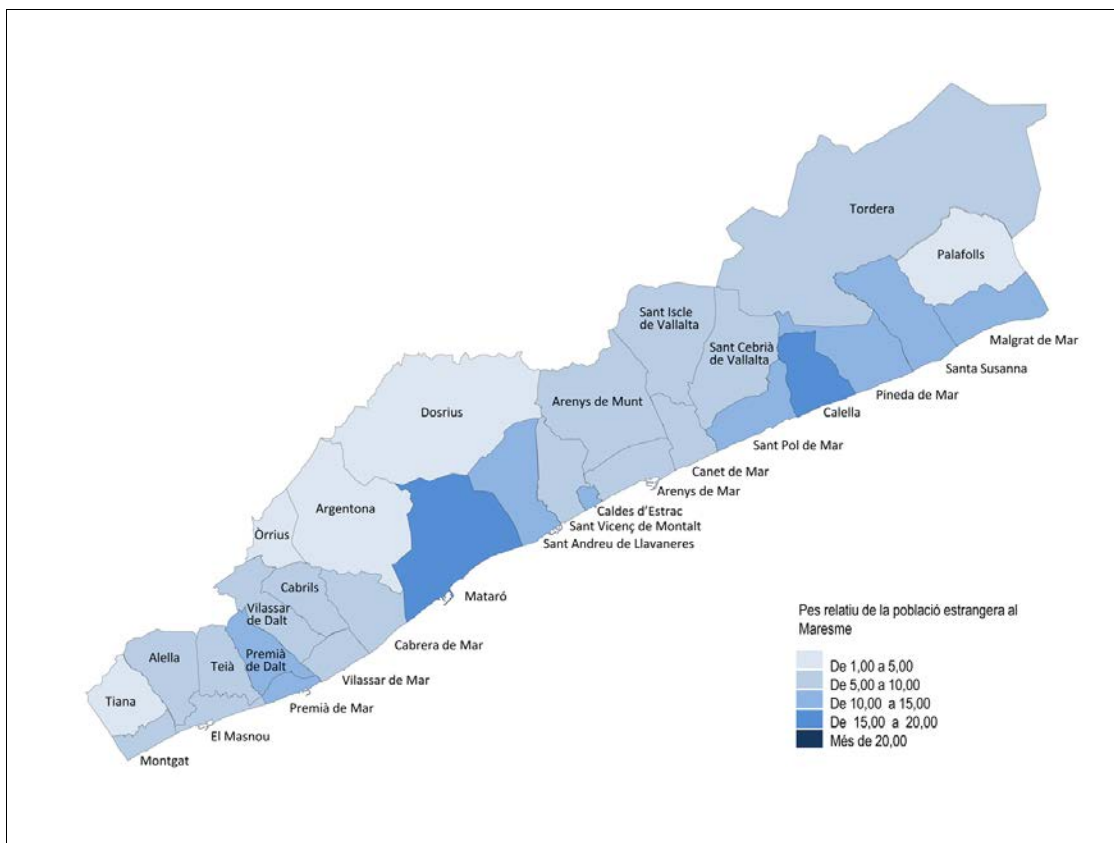 Tordera
Palafolls
Sant Iscle
de Vallalta
Malgrat de Mar
Sant Cebrià
de Vallalta
Santa Susanna
Pineda de Mar
Arenys de Munt
Dosrius
Calella
Sant Pol de Mar
Canet de Mar
Arenys de Mar
Argentona
Caldes d’Estrac
Sant Vicenç de Montalt
Òrrius
Sant Andreu de Llavaneres
Cabrils
Mataró
Vilassar
de Dalt
Cabrera de Mar
Alella
Teià
Premià
de Dalt
Vilassar de Mar
Tiana
Premià de Mar
El Masnou
Montgat
Pes relatiu de la població estrangera al
Maresme
De 1,00 a 5,00
De 5,00 a 10,00
De 10,00 a 15,00
De 15,00 a 20,00
Més de 20,00